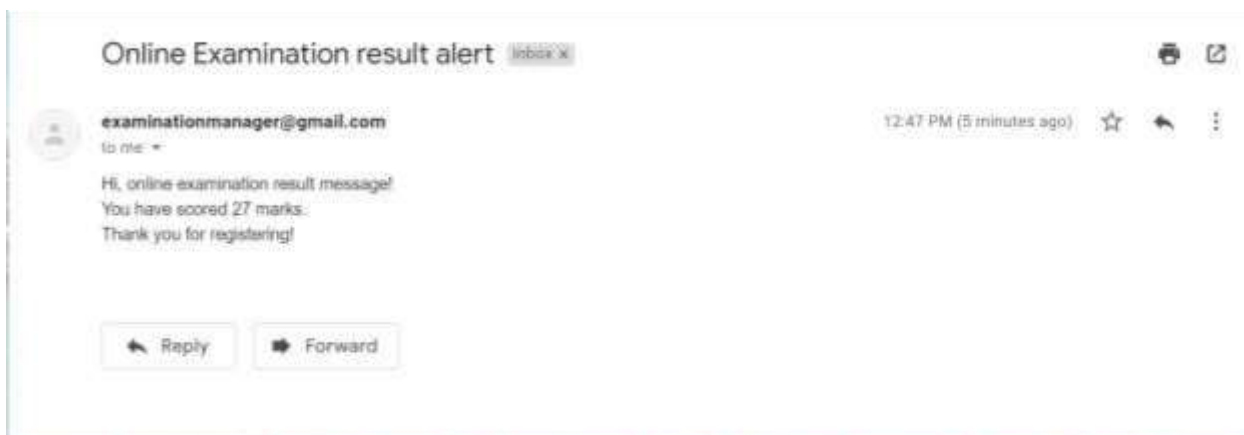 Online Examination result alert Inbox x
examinationmanager@gmail.com
12:47 PM (5 minutes ago)
to me
Hi, online examination result message!
You have scored 27 marks.
Thank you for registering!
Reply
Forward